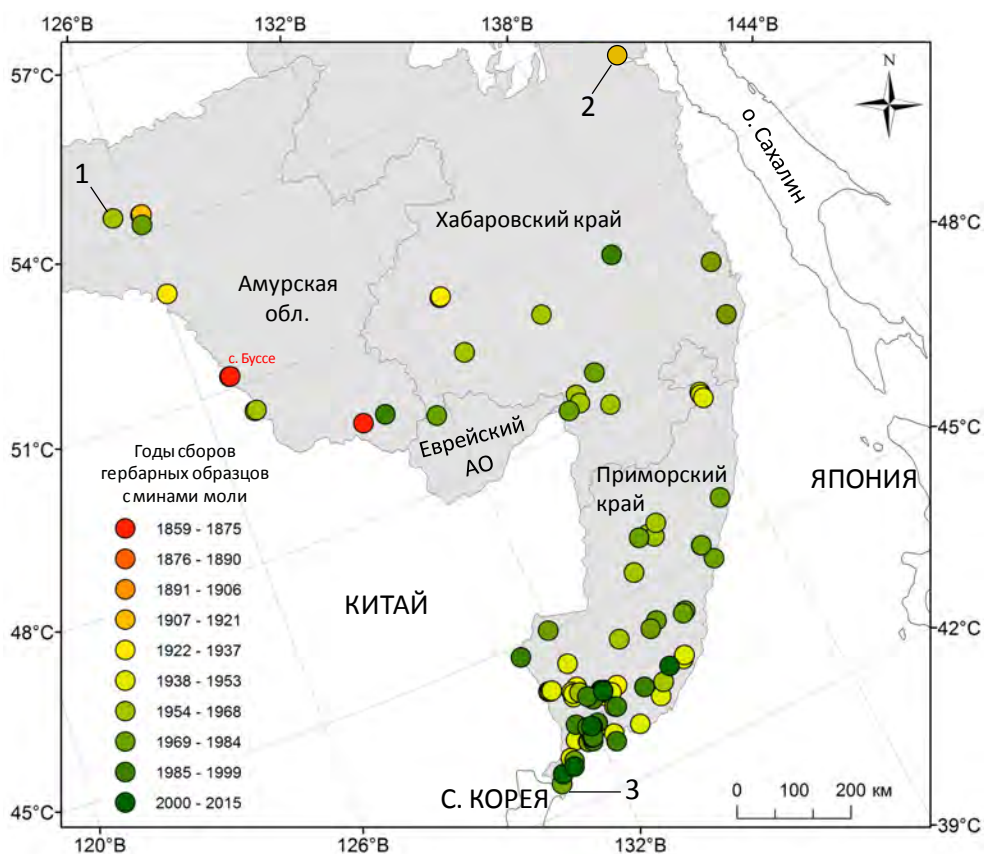 126°В 132°В 138°В 144°В
57°С
N
2
о. Сахалин
1
Хабаровский край
48°С
54°С
Амурская
обл.
с. Буссе
45°С
51°С
Еврейский
АО
Годы сборов
гербарных образцов
с минами моли
Приморский
край
ЯПОНИЯ
1859 - 1875
1876 - 1890
1891 - 1906
1907 - 1921
1922 - 1937
1938 - 1953
1954 - 1968
1969 - 1984
1985 - 1999
2000 - 2015
КИТАЙ
48°С
42°С
С. КОРЕЯ
3
0 100 200 км
45°С
39°С
120°В 126°В 132°В